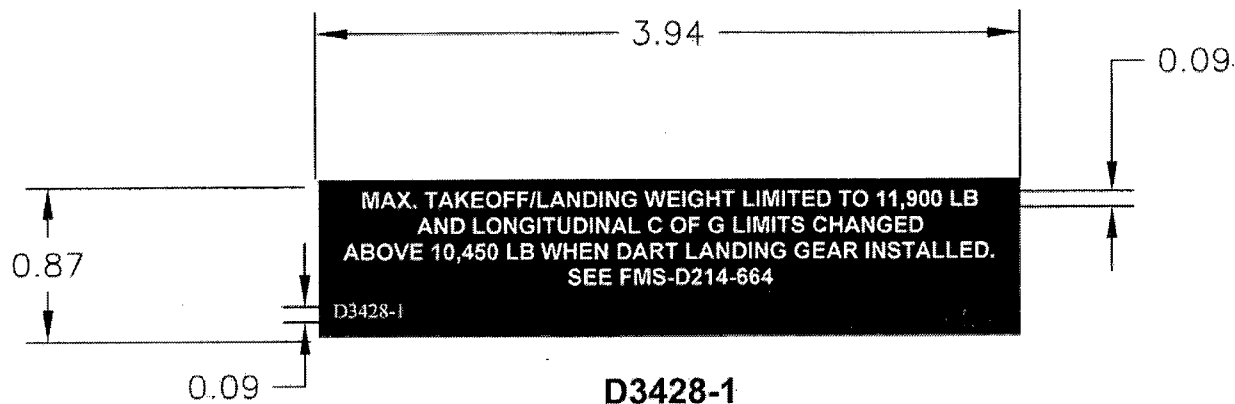 3.94
0.09
MAX. TAKEOFF/LANDING WEIGHT LIMITED TO 11,900 LB
AND LONGITUDINAL C OF G LIMITS CHANGED
ABOVE 10,450 LB WHEN DART LANDING GEAR INSTALLED.
SEE FMS-D214-664
0.87
D3428-1
0.09
D3428-1